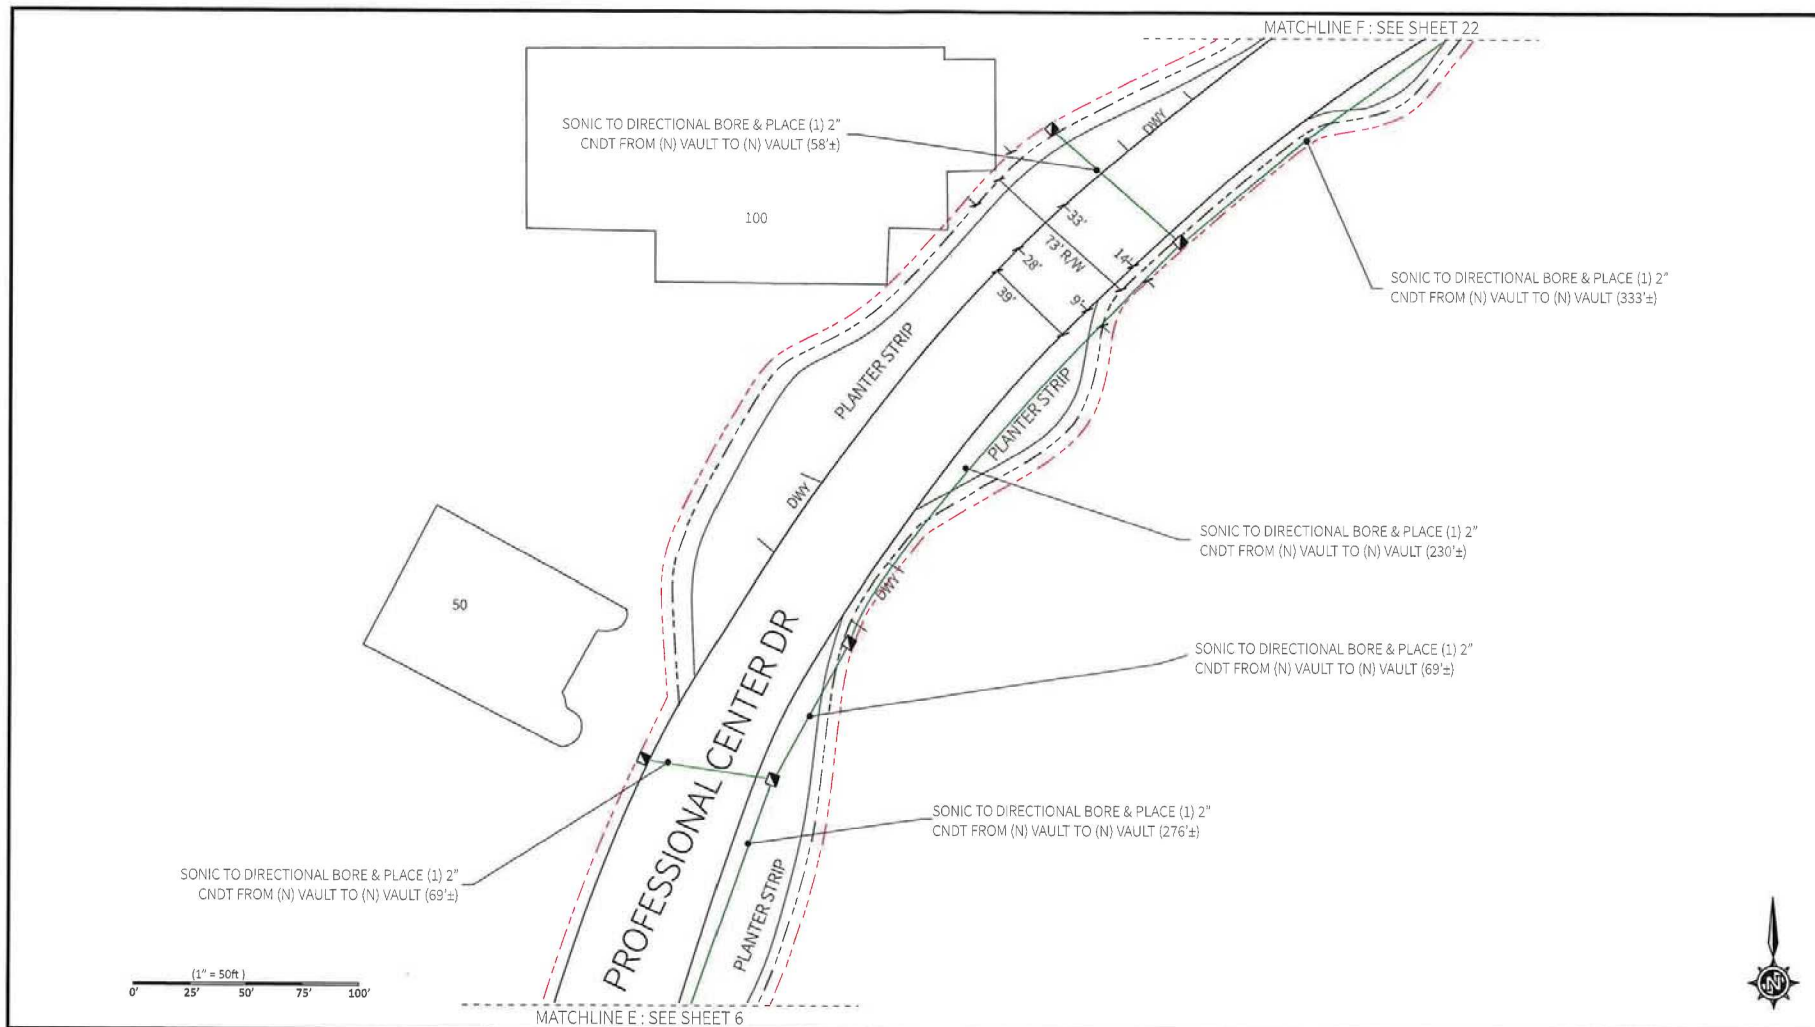 MATCHLINE F : SEE SHEET 22
SONIC TO DIRECTIONAL BORE & PLACE (1) 2"
CNDT FROM (N) VAULT TO (N) VAULT (58'±)
DWY
100
33'
73' R/W
14'
28'
39'
9'
SONIC TO DIRECTIONAL BORE & PLACE (1) 2"
CNDT FROM (N) VAULT TO (N) VAULT (333'±)
PLANTER STRIP
PLANTER STRIP
DWY
SONIC TO DIRECTIONAL BORE & PLACE (1) 2"
CNDT FROM (N) VAULT TO (N) VAULT (230'±)
DWY
50
SONIC TO DIRECTIONAL BORE & PLACE (1) 2"
CNDT FROM (N) VAULT TO (N) VAULT (69'±)
PROFESSIONAL CENTER DR
SONIC TO DIRECTIONAL BORE & PLACE (1) 2"
CNDT FROM (N) VAULT TO (N) VAULT (276'±)
SONIC TO DIRECTIONAL BORE & PLACE (1) 2"
CNDT FROM (N) VAULT TO (N) VAULT (69'±)
PLANTER STRIP
(1" = 50ft )
0' 25' 50' 75' 100'
N
MATCHLINE E : SEE SHEET 6